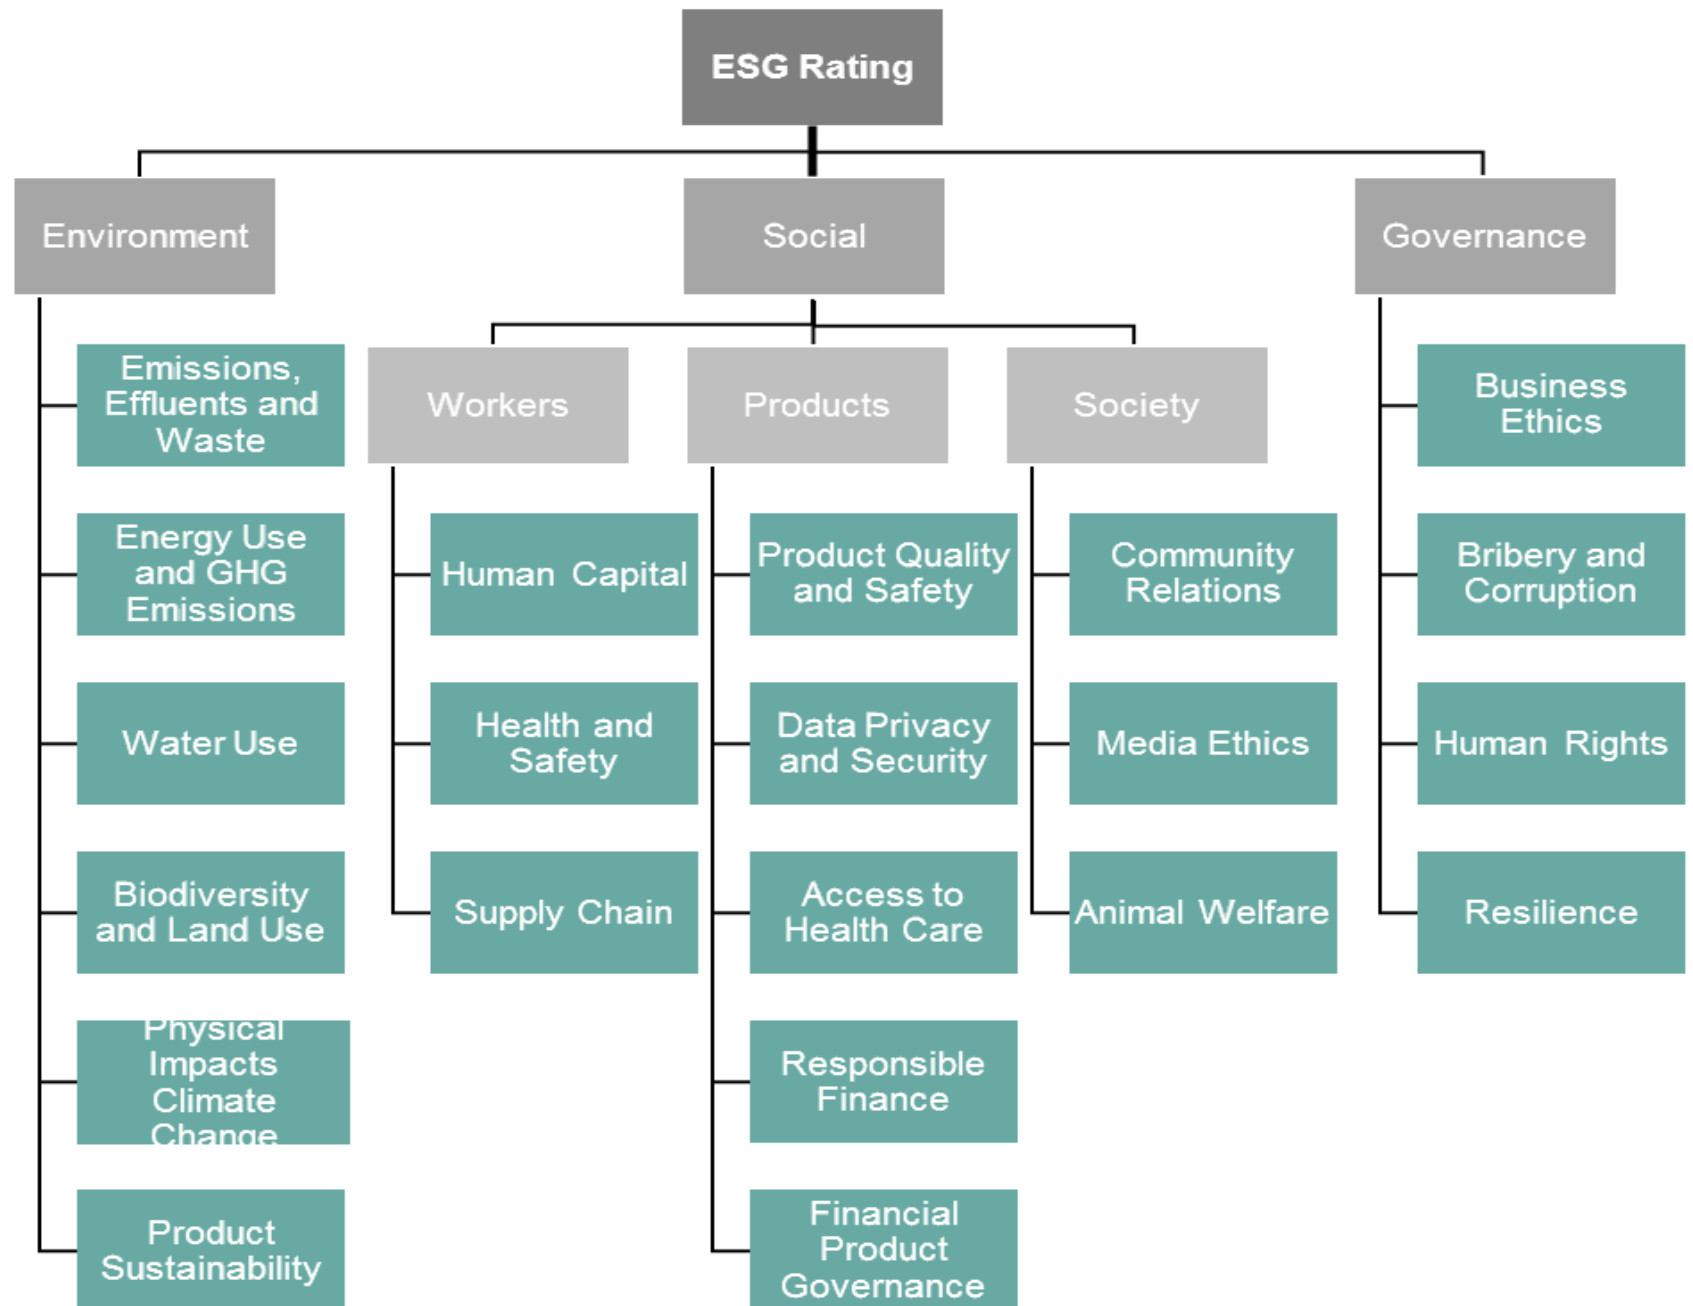 ESG Rating
Environment
Social
Governance
Workers
Products
Society
Emissions,
Effluents and
Waste
Energy Use
and GHG
Emissions
Water Use
Biodiversity
and Land Use
Physical
Impacts
Climate
Change
Product
Sustainability
Human Capital
Health and
Safety
Supply Chain
Product Quality
and Safety
Data Privacy
and Security
Access to
Health Care
Responsible
Finance
Financial
Product
Governance
Community
Relations
Media Ethics
Animal Welfare
Business
Ethics
Bribery and
Corruption
Human Rights
Resilience